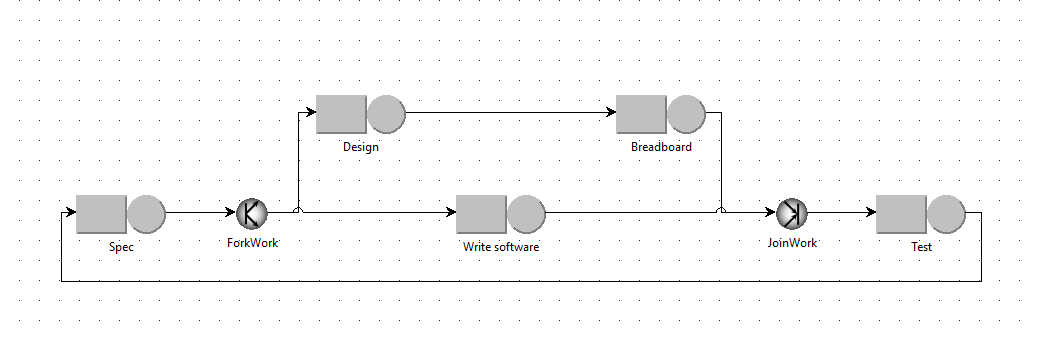 Design
Breadboard
Spec
ForkWork
Write software
JoinWork
Test